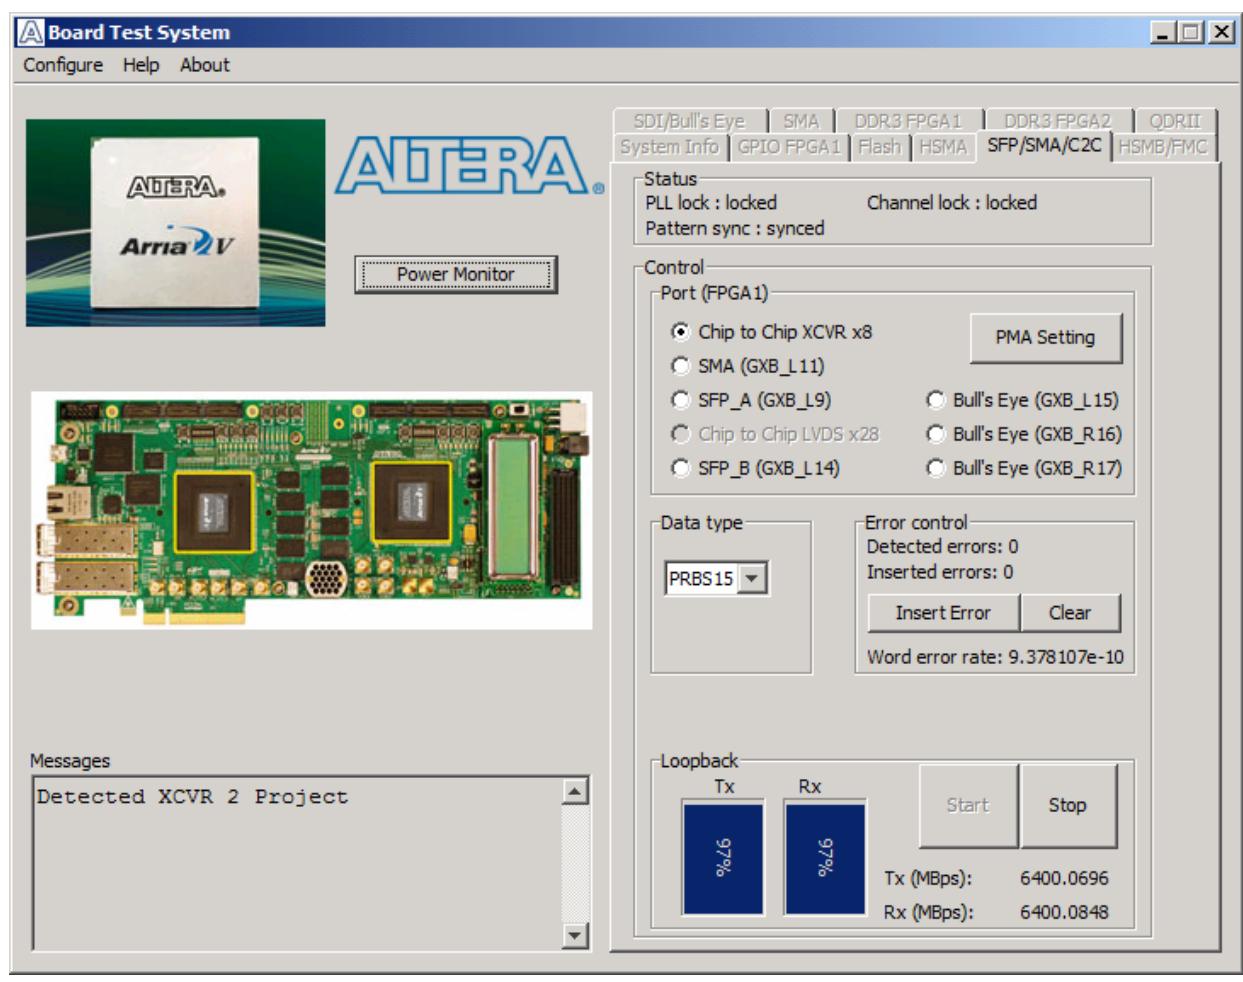 Board Test System
Configure Help About
ALTERA®
Arria V
ALTERA®
Power Monitor
SDI/Bull's Eye SMA DDR3 FPGA1 DDR3 FPGA2 QDRII
System Info GPIO FPGA1 Flash HSMA SFP/SMA/C2C HSMB/FMC
Status
PLL lock : locked Channel lock : locked
Pattern sync : synced
Control
Port (FPGA1)
Chip to Chip XCVR x8 PMA Setting
SMA (GXB_L11)
SFP_A (GXB_L9) Bull's Eye (GXB_L15)
Chip to Chip LVDS x28 Bull's Eye (GXB_R16)
SFP_B (GXB_L14) Bull's Eye (GXB_R17)
Data type
PRBS15
Error control
Detected errors: 0
Inserted errors: 0
Insert Error Clear
Word error rate: 9.378107e-10
Loopback
Tx Rx
97% 97%
Start Stop
Tx (MBps): 6400.0696
Rx (MBps): 6400.0848
Messages
Detected XCVR 2 Project